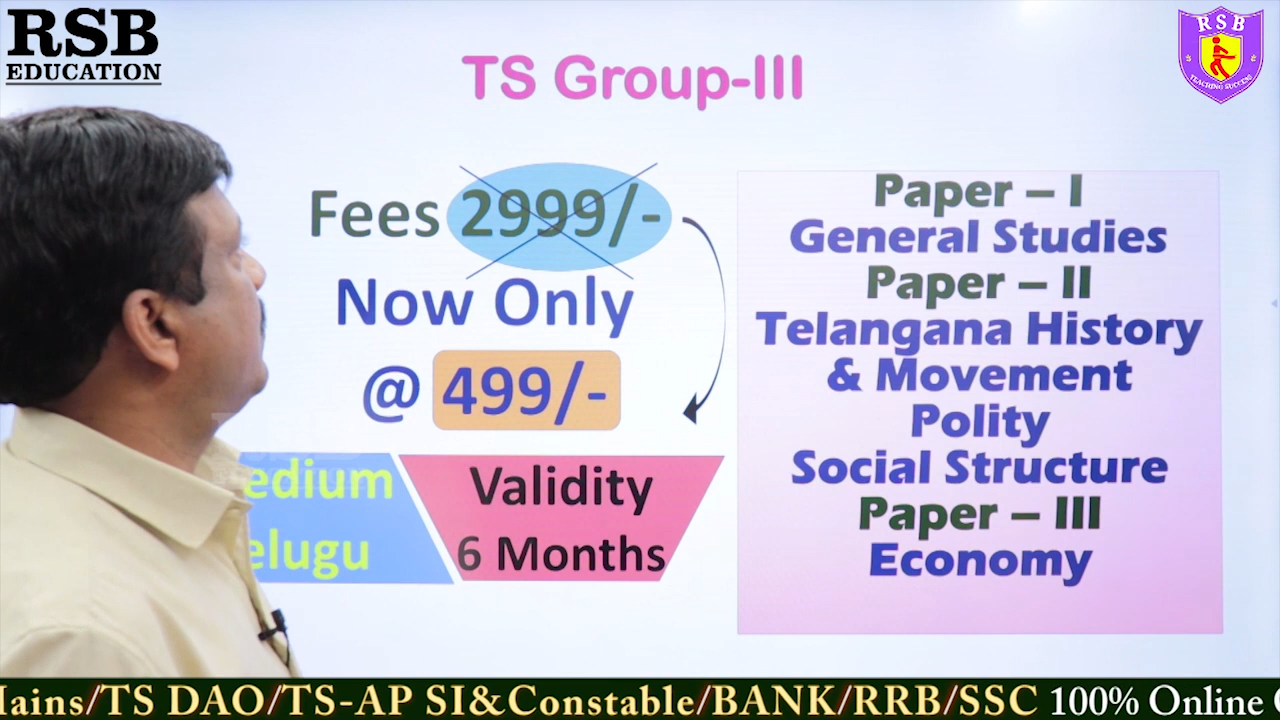 RSB
EDUCATION
TS Group-III
RSB
TEACHING SUCCESS
Fees 2999/-
Now Only
@ 499/-
edium
elugu
Validity
6 Months
Paper – I
General Studies
Paper – II
Telangana History
& Movement
Polity
Social Structure
Paper – III
Economy
/TS DAO/TS-AP SI&Constable/BANK/RRB/SSC 100% Online